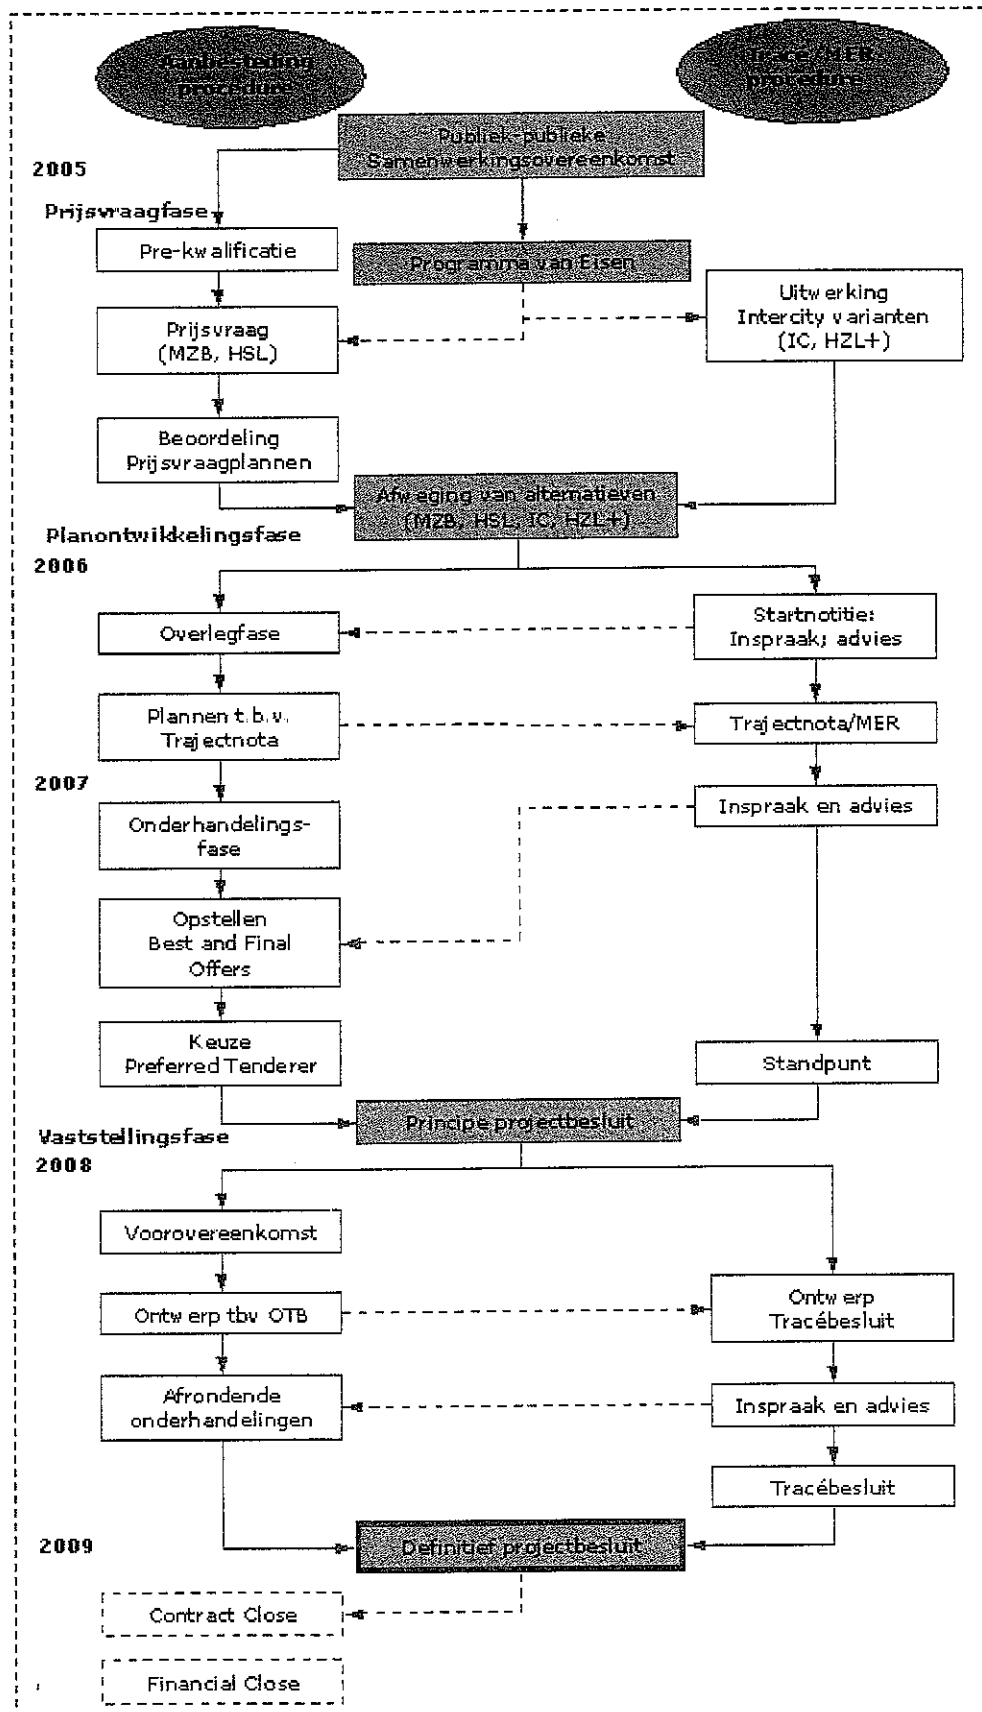 Aanbesteding
procedure
Trace/MER
procedure
Publiek-publieke
Samenwerkingsovereenkomst
2005
Prijsvraagfase
Pre-kwalificatie
Programma van Eisen
Uitwerking
Intercity varianten
(IC, HZL+)
Prijsvraag
(MZB, HSL)
Beoordeling
Prijsvraagplannen
Afweging van alternatieven
(MZB, HSL, IC, HZL+)
Planontwikkelingsfase
2006
Overlegfase
Startnotitie:
Inspraak; advies
Plannen t.b.v.
Trajectnota
Trajectnota/MER
2007
Inspraak en advies
Onderhandelings-
fase
Opstellen
Best and Final
Offers
Keuze
Preferred Tenderer
Standpunt
Principe projectbesluit
Vaststellingsfase
2008
Voorovereenkomst
Ontwerp tbv OTB
Ontwerp
Tracébesluit
Afrondende
onderhandelingen
Inspraak en advies
Tracébesluit
2009
Definitief projectbesluit
Contract Close
Financial Close